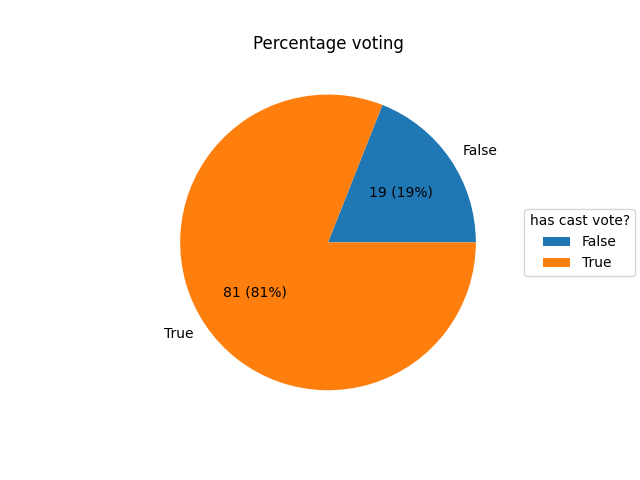 Percentage voting
False
19 (19%)
has cast vote?
False
True
81 (81%)
True